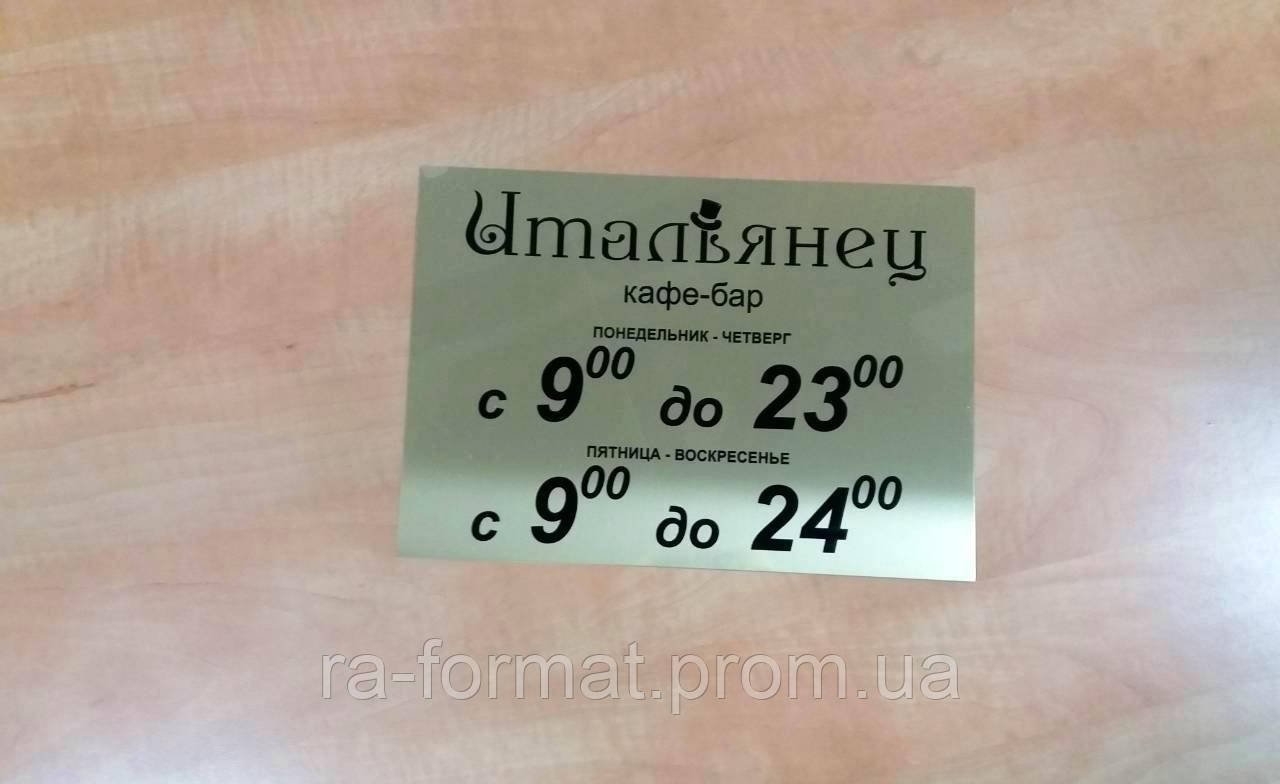 Итальянец
кафе-бар
ПОНЕДЕЛЬНИК - ЧЕТВЕРГ
с 9⁰⁰ до 23⁰⁰
ПЯТНИЦА - ВОСКРЕСЕНЬЕ
с 9⁰⁰ до 24⁰⁰
ra-format.prom.ua